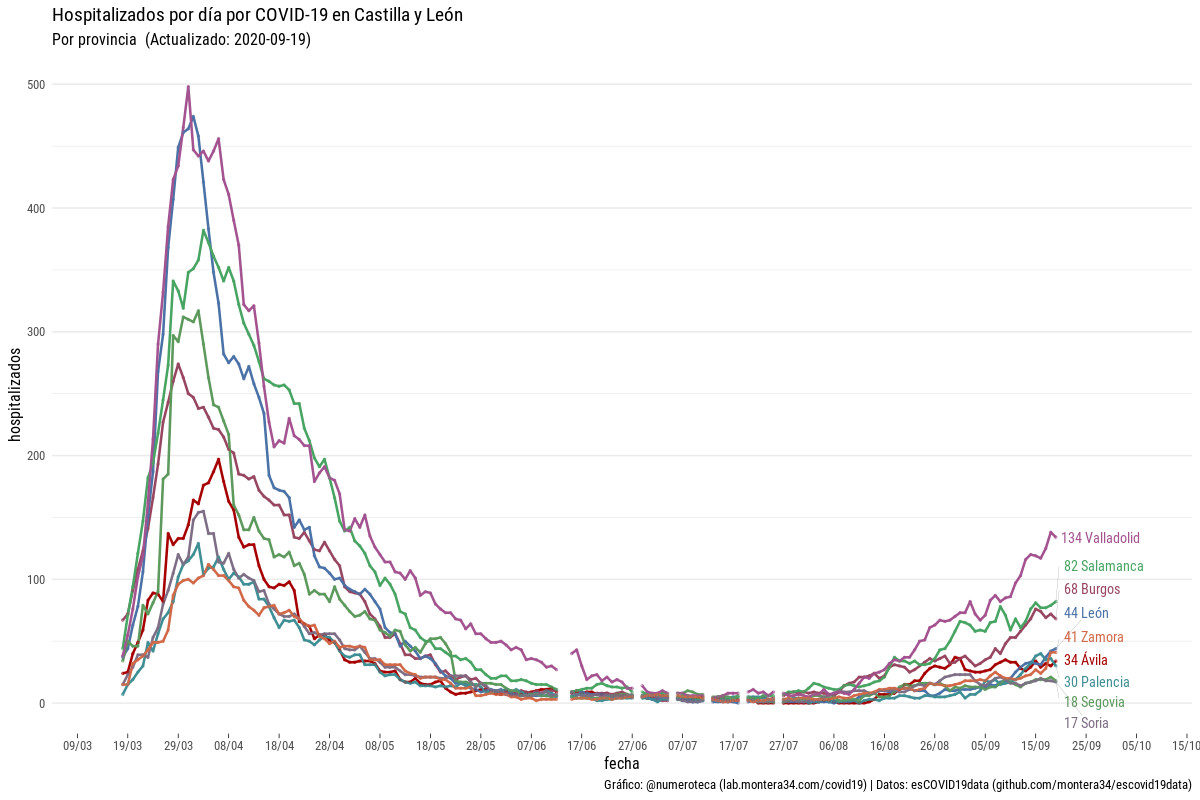 Hospitalizados por día por COVID-19 en Castilla y León
Por provincia (Actualizado: 2020-09-19)
hospitalizados
500
400
300
200
100
0
134 Valladolid
82 Salamanca
68 Burgos
44 León
41 Zamora
34 Ávila
30 Palencia
18 Segovia
17 Soria
09/03 19/03 29/03 08/04 18/04 28/04 08/05 18/05 28/05 07/06 17/06 27/06 07/07 17/07 27/07 06/08 16/08 26/08 05/09 15/09 25/09 05/10 15/10
fecha
Gráfico: @numeroteca (lab.montera34.com/covid19) | Datos: esCOVID19data (github.com/montera34/escovid19data)